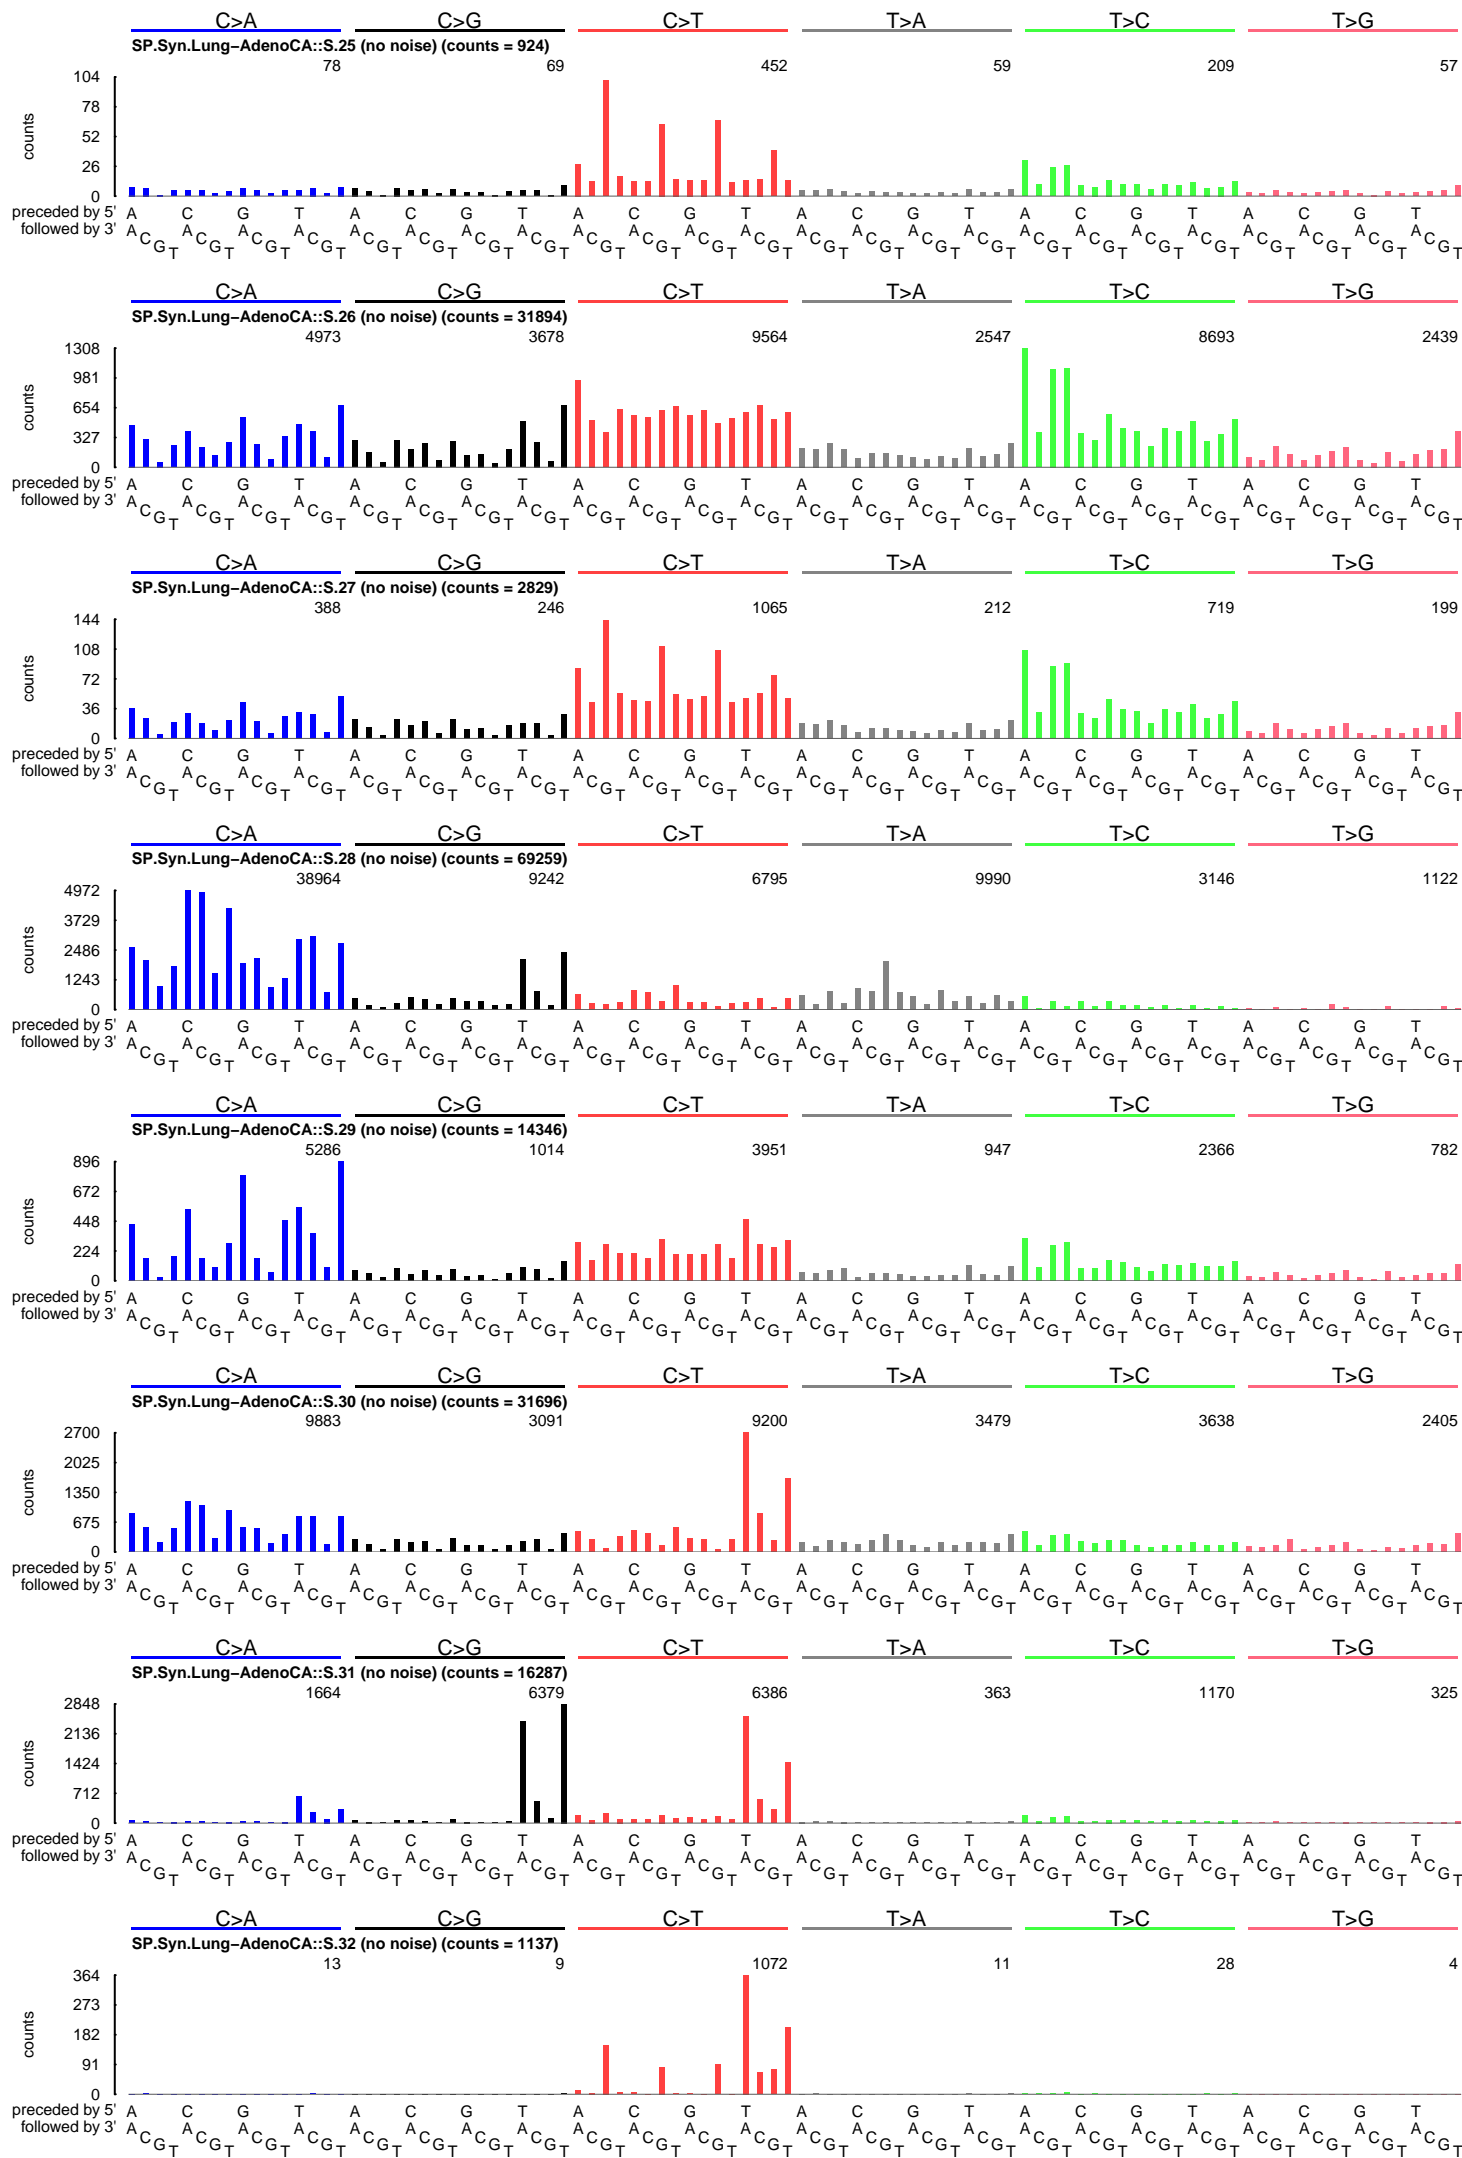 C>A C>G C>T T>A T>C T>G
SP.Syn.Lung−AdenoCA::S.25 (no noise) (counts = 924)
78 69 452 59 209 57
104
78
52
26
0
counts
preceded by 5' A C G T A C G T A C G T A C G T A C G T A C G T
followed by 3' A C G T A C G T A C G T A C G T A C G T A C G T A C G T A C G T A C G T A C G T A C G T A C G T A C G T A C G T A C G T A C G T A C G T A C G T A C G T A C G T A C G T A C G T A C G T A C G T
C>A C>G C>T T>A T>C T>G
SP.Syn.Lung−AdenoCA::S.26 (no noise) (counts = 31894)
4973 3678 9564 2547 8693 2439
1308
981
654
327
0
counts
preceded by 5' A C G T A C G T A C G T A C G T A C G T A C G T
followed by 3' A C G T A C G T A C G T A C G T A C G T A C G T A C G T A C G T A C G T A C G T A C G T A C G T A C G T A C G T A C G T A C G T A C G T A C G T A C G T A C G T A C G T A C G T A C G T A C G T
C>A C>G C>T T>A T>C T>G
SP.Syn.Lung−AdenoCA::S.27 (no noise) (counts = 2829)
388 246 1065 212 719 199
144
108
72
36
0
counts
preceded by 5' A C G T A C G T A C G T A C G T A C G T A C G T
followed by 3' A C G T A C G T A C G T A C G T A C G T A C G T A C G T A C G T A C G T A C G T A C G T A C G T A C G T A C G T A C G T A C G T A C G T A C G T A C G T A C G T A C G T A C G T A C G T A C G T
C>A C>G C>T T>A T>C T>G
SP.Syn.Lung−AdenoCA::S.28 (no noise) (counts = 69259)
38964 9242 6795 9990 3146 1122
4972
3729
2486
1243
0
counts
preceded by 5' A C G T A C G T A C G T A C G T A C G T A C G T
followed by 3' A C G T A C G T A C G T A C G T A C G T A C G T A C G T A C G T A C G T A C G T A C G T A C G T A C G T A C G T A C G T A C G T A C G T A C G T A C G T A C G T A C G T A C G T A C G T A C G T
C>A C>G C>T T>A T>C T>G
SP.Syn.Lung−AdenoCA::S.29 (no noise) (counts = 14346)
5286 1014 3951 947 2366 782
896
672
448
224
0
counts
preceded by 5' A C G T A C G T A C G T A C G T A C G T A C G T
followed by 3' A C G T A C G T A C G T A C G T A C G T A C G T A C G T A C G T A C G T A C G T A C G T A C G T A C G T A C G T A C G T A C G T A C G T A C G T A C G T A C G T A C G T A C G T A C G T A C G T
C>A C>G C>T T>A T>C T>G
SP.Syn.Lung−AdenoCA::S.30 (no noise) (counts = 31696)
9883 3091 9200 3479 3638 2405
2700
2025
1350
675
0
counts
preceded by 5' A C G T A C G T A C G T A C G T A C G T A C G T
followed by 3' A C G T A C G T A C G T A C G T A C G T A C G T A C G T A C G T A C G T A C G T A C G T A C G T A C G T A C G T A C G T A C G T A C G T A C G T A C G T A C G T A C G T A C G T A C G T A C G T
C>A C>G C>T T>A T>C T>G
SP.Syn.Lung−AdenoCA::S.31 (no noise) (counts = 16287)
1664 6379 6386 363 1170 325
2848
2136
1424
712
0
counts
preceded by 5' A C G T A C G T A C G T A C G T A C G T A C G T
followed by 3' A C G T A C G T A C G T A C G T A C G T A C G T A C G T A C G T A C G T A C G T A C G T A C G T A C G T A C G T A C G T A C G T A C G T A C G T A C G T A C G T A C G T A C G T A C G T A C G T
C>A C>G C>T T>A T>C T>G
SP.Syn.Lung−AdenoCA::S.32 (no noise) (counts = 1137)
13 9 1072 11 28 4
364
273
182
91
0
counts
preceded by 5' A C G T A C G T A C G T A C G T A C G T A C G T
followed by 3' A C G T A C G T A C G T A C G T A C G T A C G T A C G T A C G T A C G T A C G T A C G T A C G T A C G T A C G T A C G T A C G T A C G T A C G T A C G T A C G T A C G T A C G T A C G T A C G T